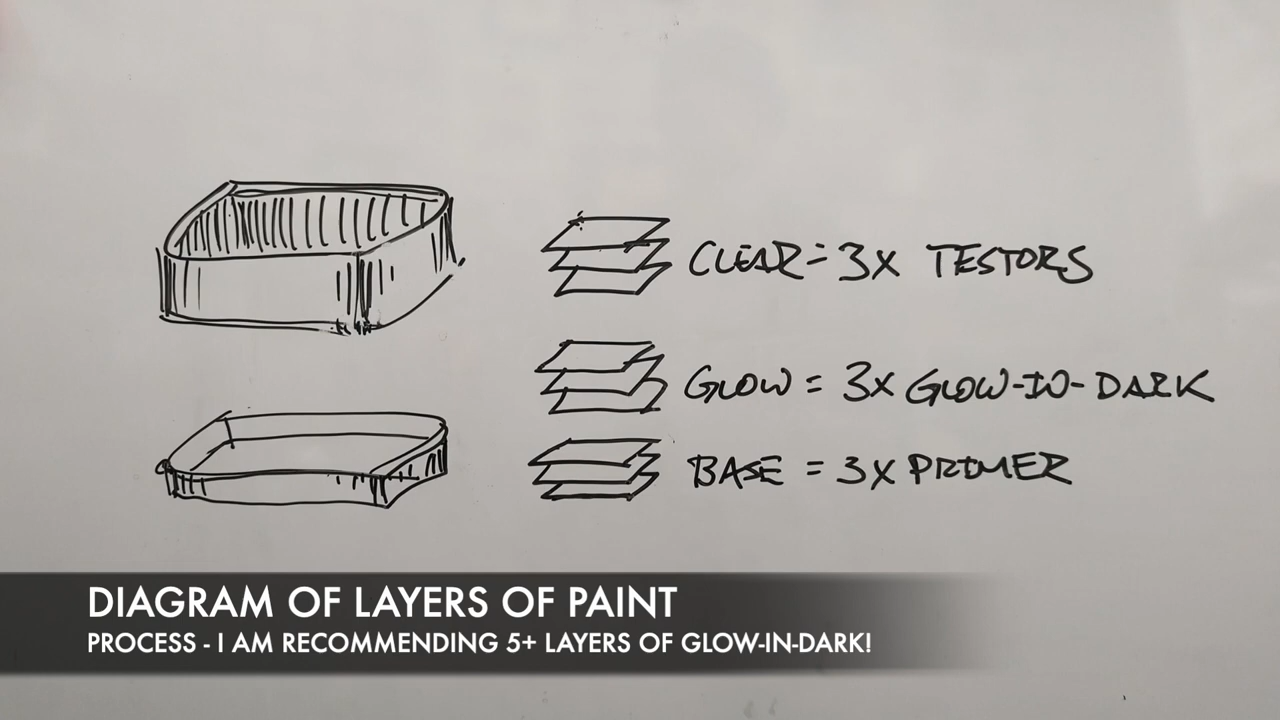 CLEAR = 3X TESTORS
GLOW = 3X GLOW-IN-DARK
BASE = 3X PRIMER
DIAGRAM OF LAYERS OF PAINT
PROCESS - I AM RECOMMENDING 5+ LAYERS OF GLOW-IN-DARK!